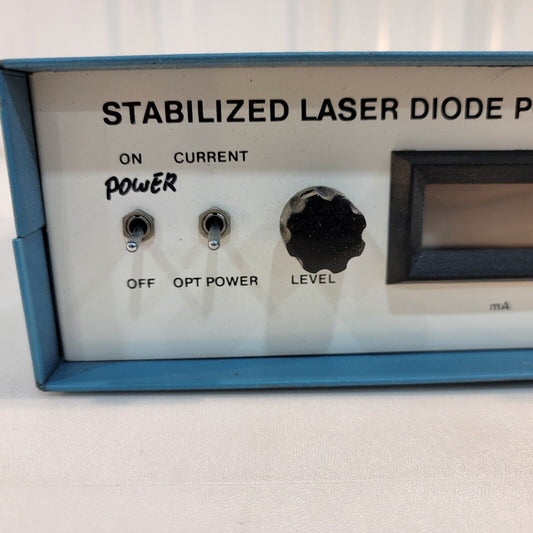 STABILIZED LASER DIODE P
ON CURRENT
POWER
OFF OPT POWER LEVEL
mA